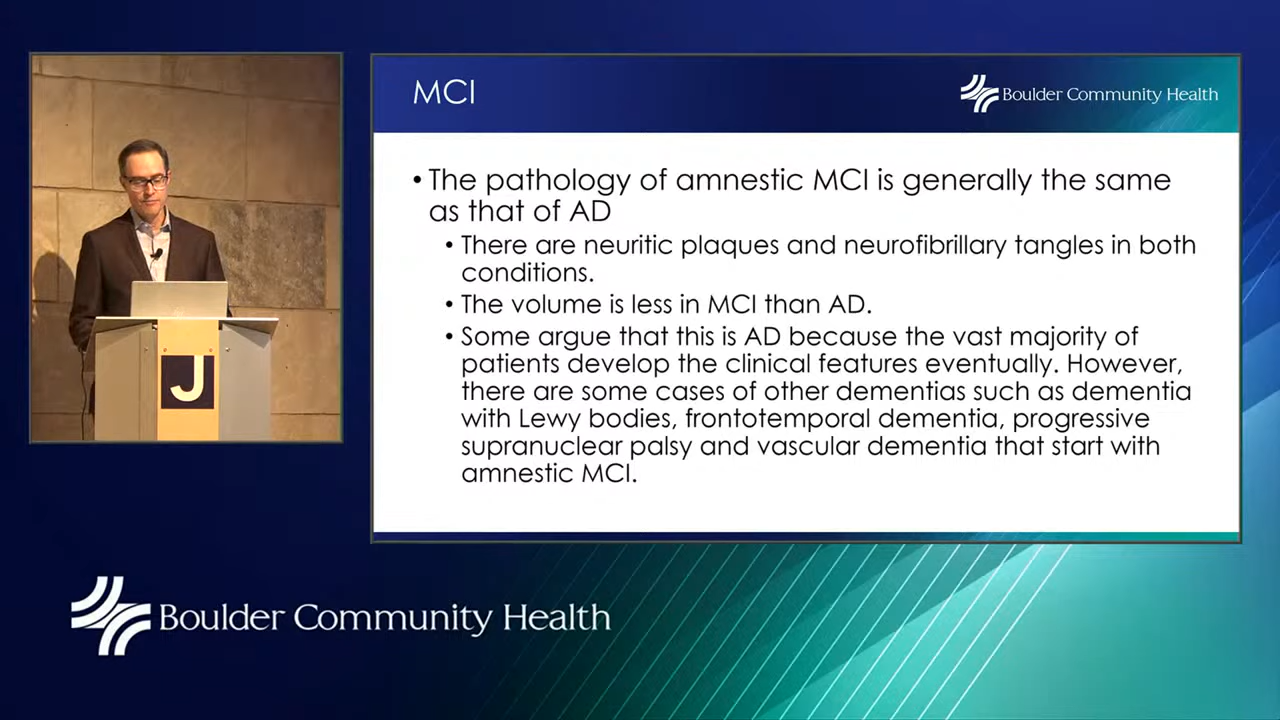 MCI
Boulder Community Health
• The pathology of amnestic MCI is generally the same
as that of AD
• There are neuritic plaques and neurofibrillary tangles in both
conditions.
• The volume is less in MCI than AD.
• Some argue that this is AD because the vast majority of
patients develop the clinical features eventually. However,
there are some cases of other dementias such as dementia
with Lewy bodies, frontotemporal dementia, progressive
supranuclear palsy and vascular dementia that start with
amnestic MCI.
J
Boulder Community Health